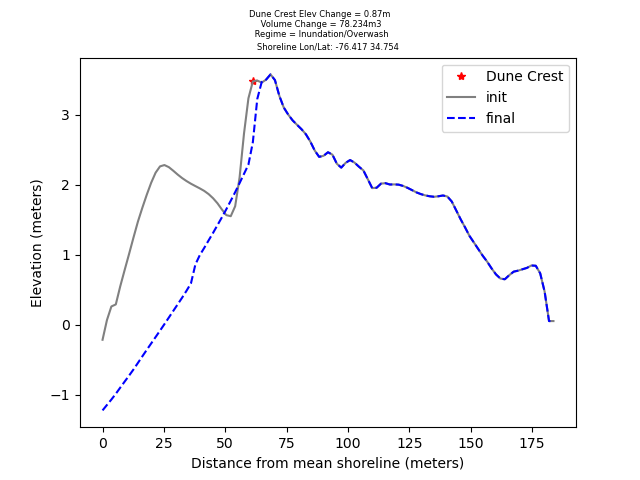 Dune Crest Elev Change = 0.87m
Volume Change = 78.234m3
Regime = Inundation/Overwash
Shoreline Lon/Lat: -76.417 34.754
Dune Crest
init
final
3
2
1
0
−1
Elevation (meters)
0 25 50 75 100 125 150 175
Distance from mean shoreline (meters)